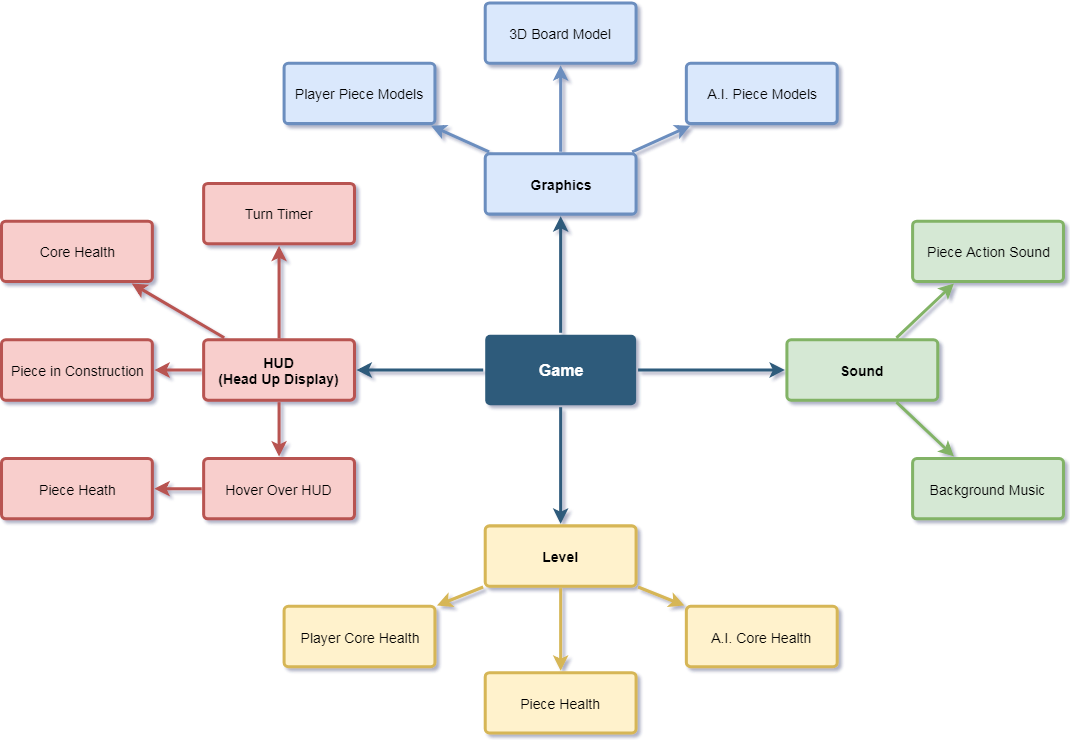 3D Board Model
Player Piece Models
A.I. Piece Models
Graphics
Turn Timer
Core Health
Piece Action Sound
Piece in Construction
HUD
(Head Up Display)
Game
Sound
Piece Heath
Hover Over HUD
Background Music
Level
Player Core Health
A.I. Core Health
Piece Health